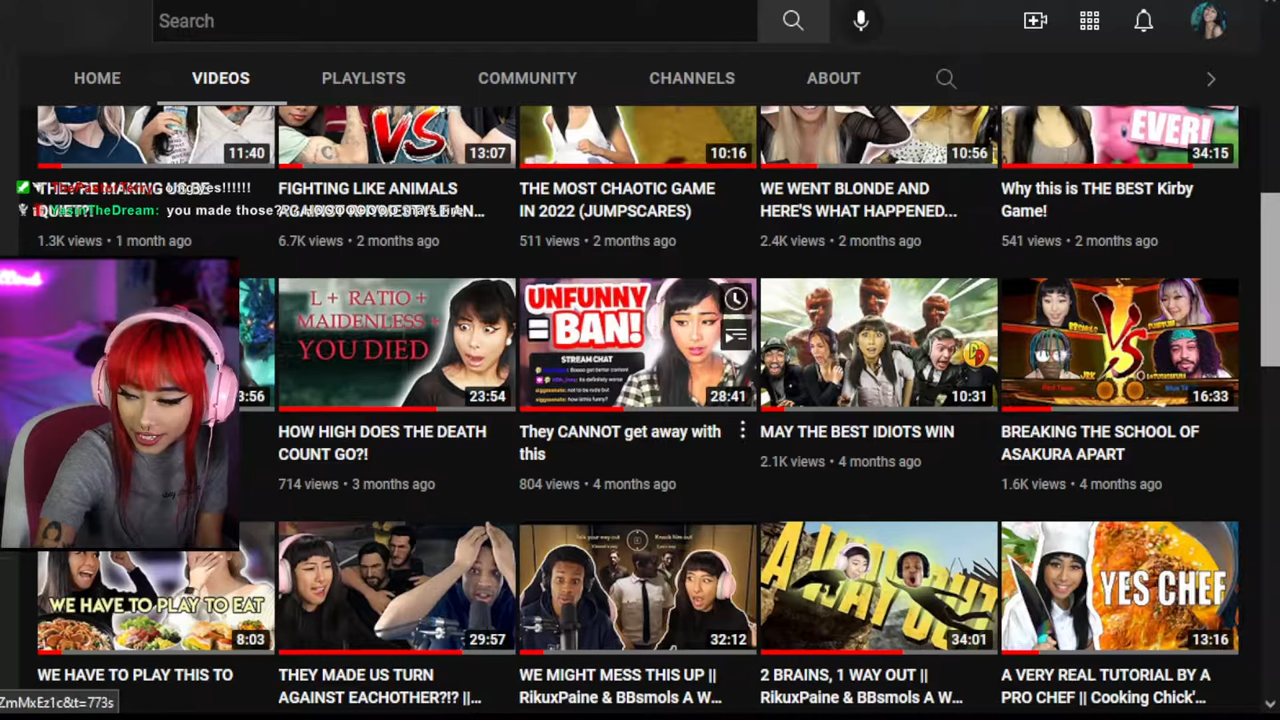 Search
HOME
VIDEOS
PLAYLISTS
COMMUNITY
CHANNELS
ABOUT
11:40
VS
13:07
10:16
10:56
EVER!
34:15
FIGHTING LIKE ANIMALS
THE MOST CHAOTIC GAME
IN 2022 (JUMPSCARES)
WE WENT BLONDE AND
HERE'S WHAT HAPPENED...
Why this is THE BEST Kirby
Game!
omg yes!!!!!!
TheDream: you made those??
1.3K views • 1 month ago
6.7K views • 2 months ago
511 views • 2 months ago
2.4K views • 2 months ago
541 views • 2 months ago
3:56
L + RATIO +
MAIDENLESS +
YOU DIED
23:54
UNFUNNY
= BAN!
STREAM CHAT
28:41
10:31
VS
16:33
HOW HIGH DOES THE DEATH
COUNT GO?!
They CANNOT get away with
this
MAY THE BEST IDIOTS WIN
BREAKING THE SCHOOL OF
ASAKURA APART
714 views • 3 months ago
804 views • 4 months ago
2.1K views • 4 months ago
1.6K views • 4 months ago
WE HAVE TO PLAY TO EAT
8:03
29:57
32:12
A WAY OUT
34:01
YES CHEF
13:16
WE HAVE TO PLAY THIS TO
THEY MADE US TURN
AGAINST EACHOTHER?!? ||...
WE MIGHT MESS THIS UP ||
RikuxPaine & BBsmols A W...
2 BRAINS, 1 WAY OUT ||
RikuxPaine & BBsmols A W...
A VERY REAL TUTORIAL BY A
PRO CHEF || Cooking Chick'...
ZmMxEz1c&t=773s